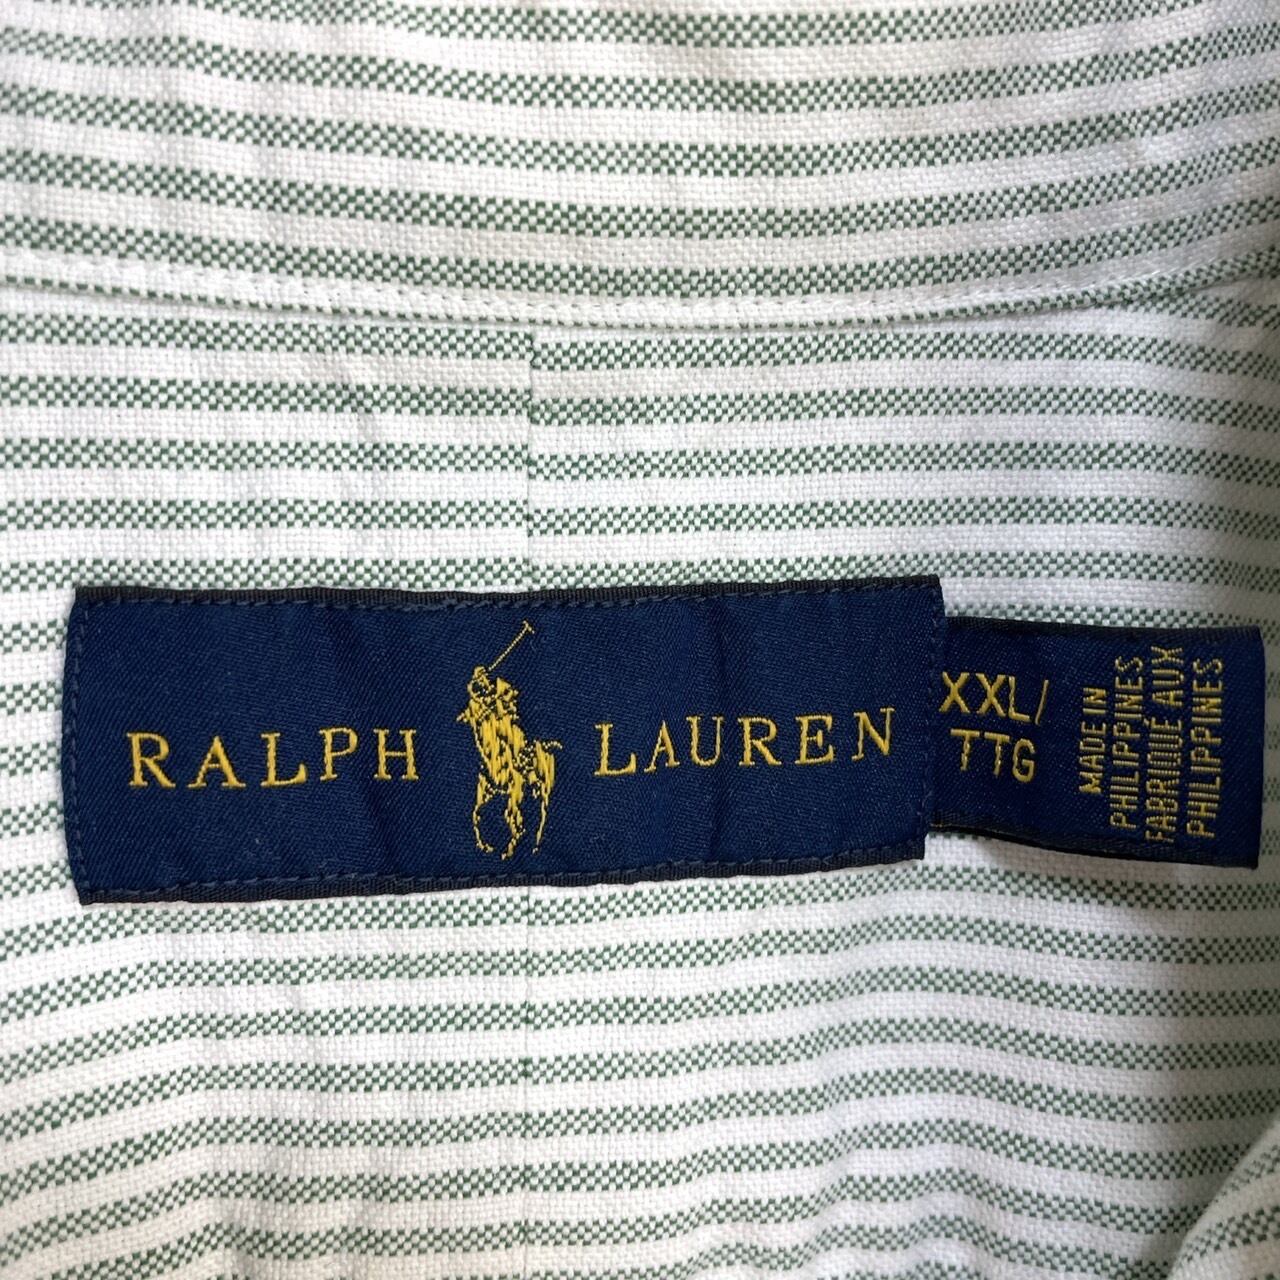 RALPH LAUREN
XXL/
TTG
MADE IN
PHILIPPINES
FABRIQUÉ AUX
PHILIPPINES